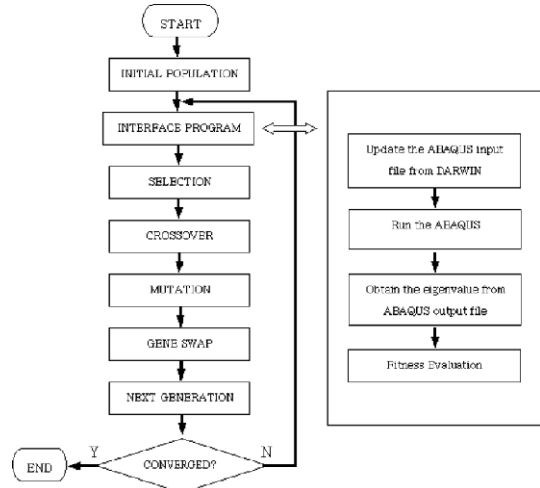 START
INITIAL POPULATION
INTERFACE PROGRAM
SELECTION
CROSSOVER
MUTATION
GENE SWAP
NEXT GENERATION
Y
CONVERGED?
N
END
Update the ABAQUS input
file from DARWIN
Run the ABAQUS
Obtain the eigenvalue from
ABAQUS output file
Fitness Evaluation